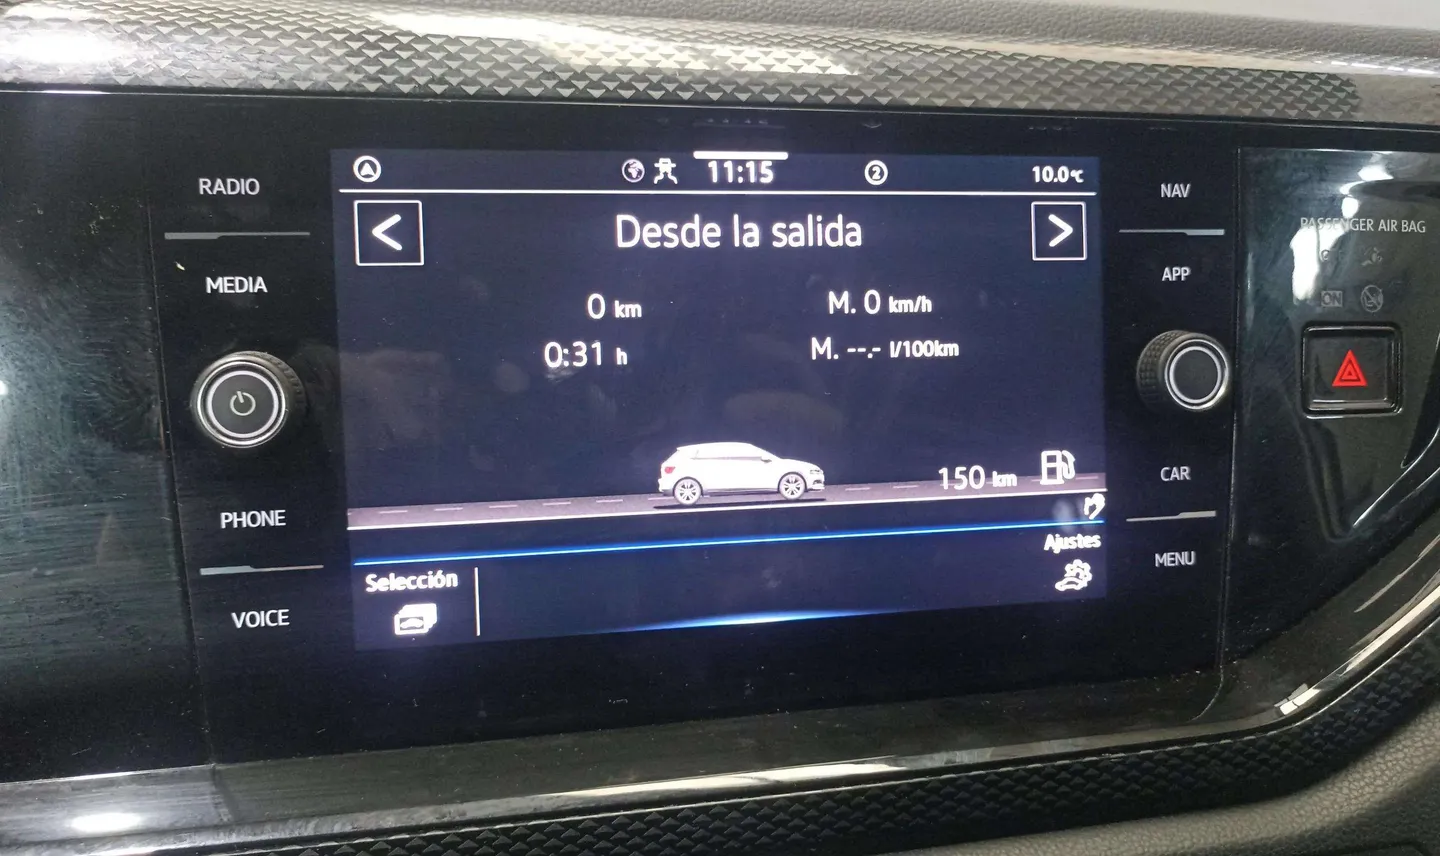 RADIO
MEDIA
PHONE
VOICE
11:15
2
10.0°C
<
Desde la salida
>
0 km
M. 0 km/h
0:31 h
M. --.- l/100km
150 km
Ajustes
Selección
NAV
APP
CAR
MENU
PASSENGER AIR BAG
ON